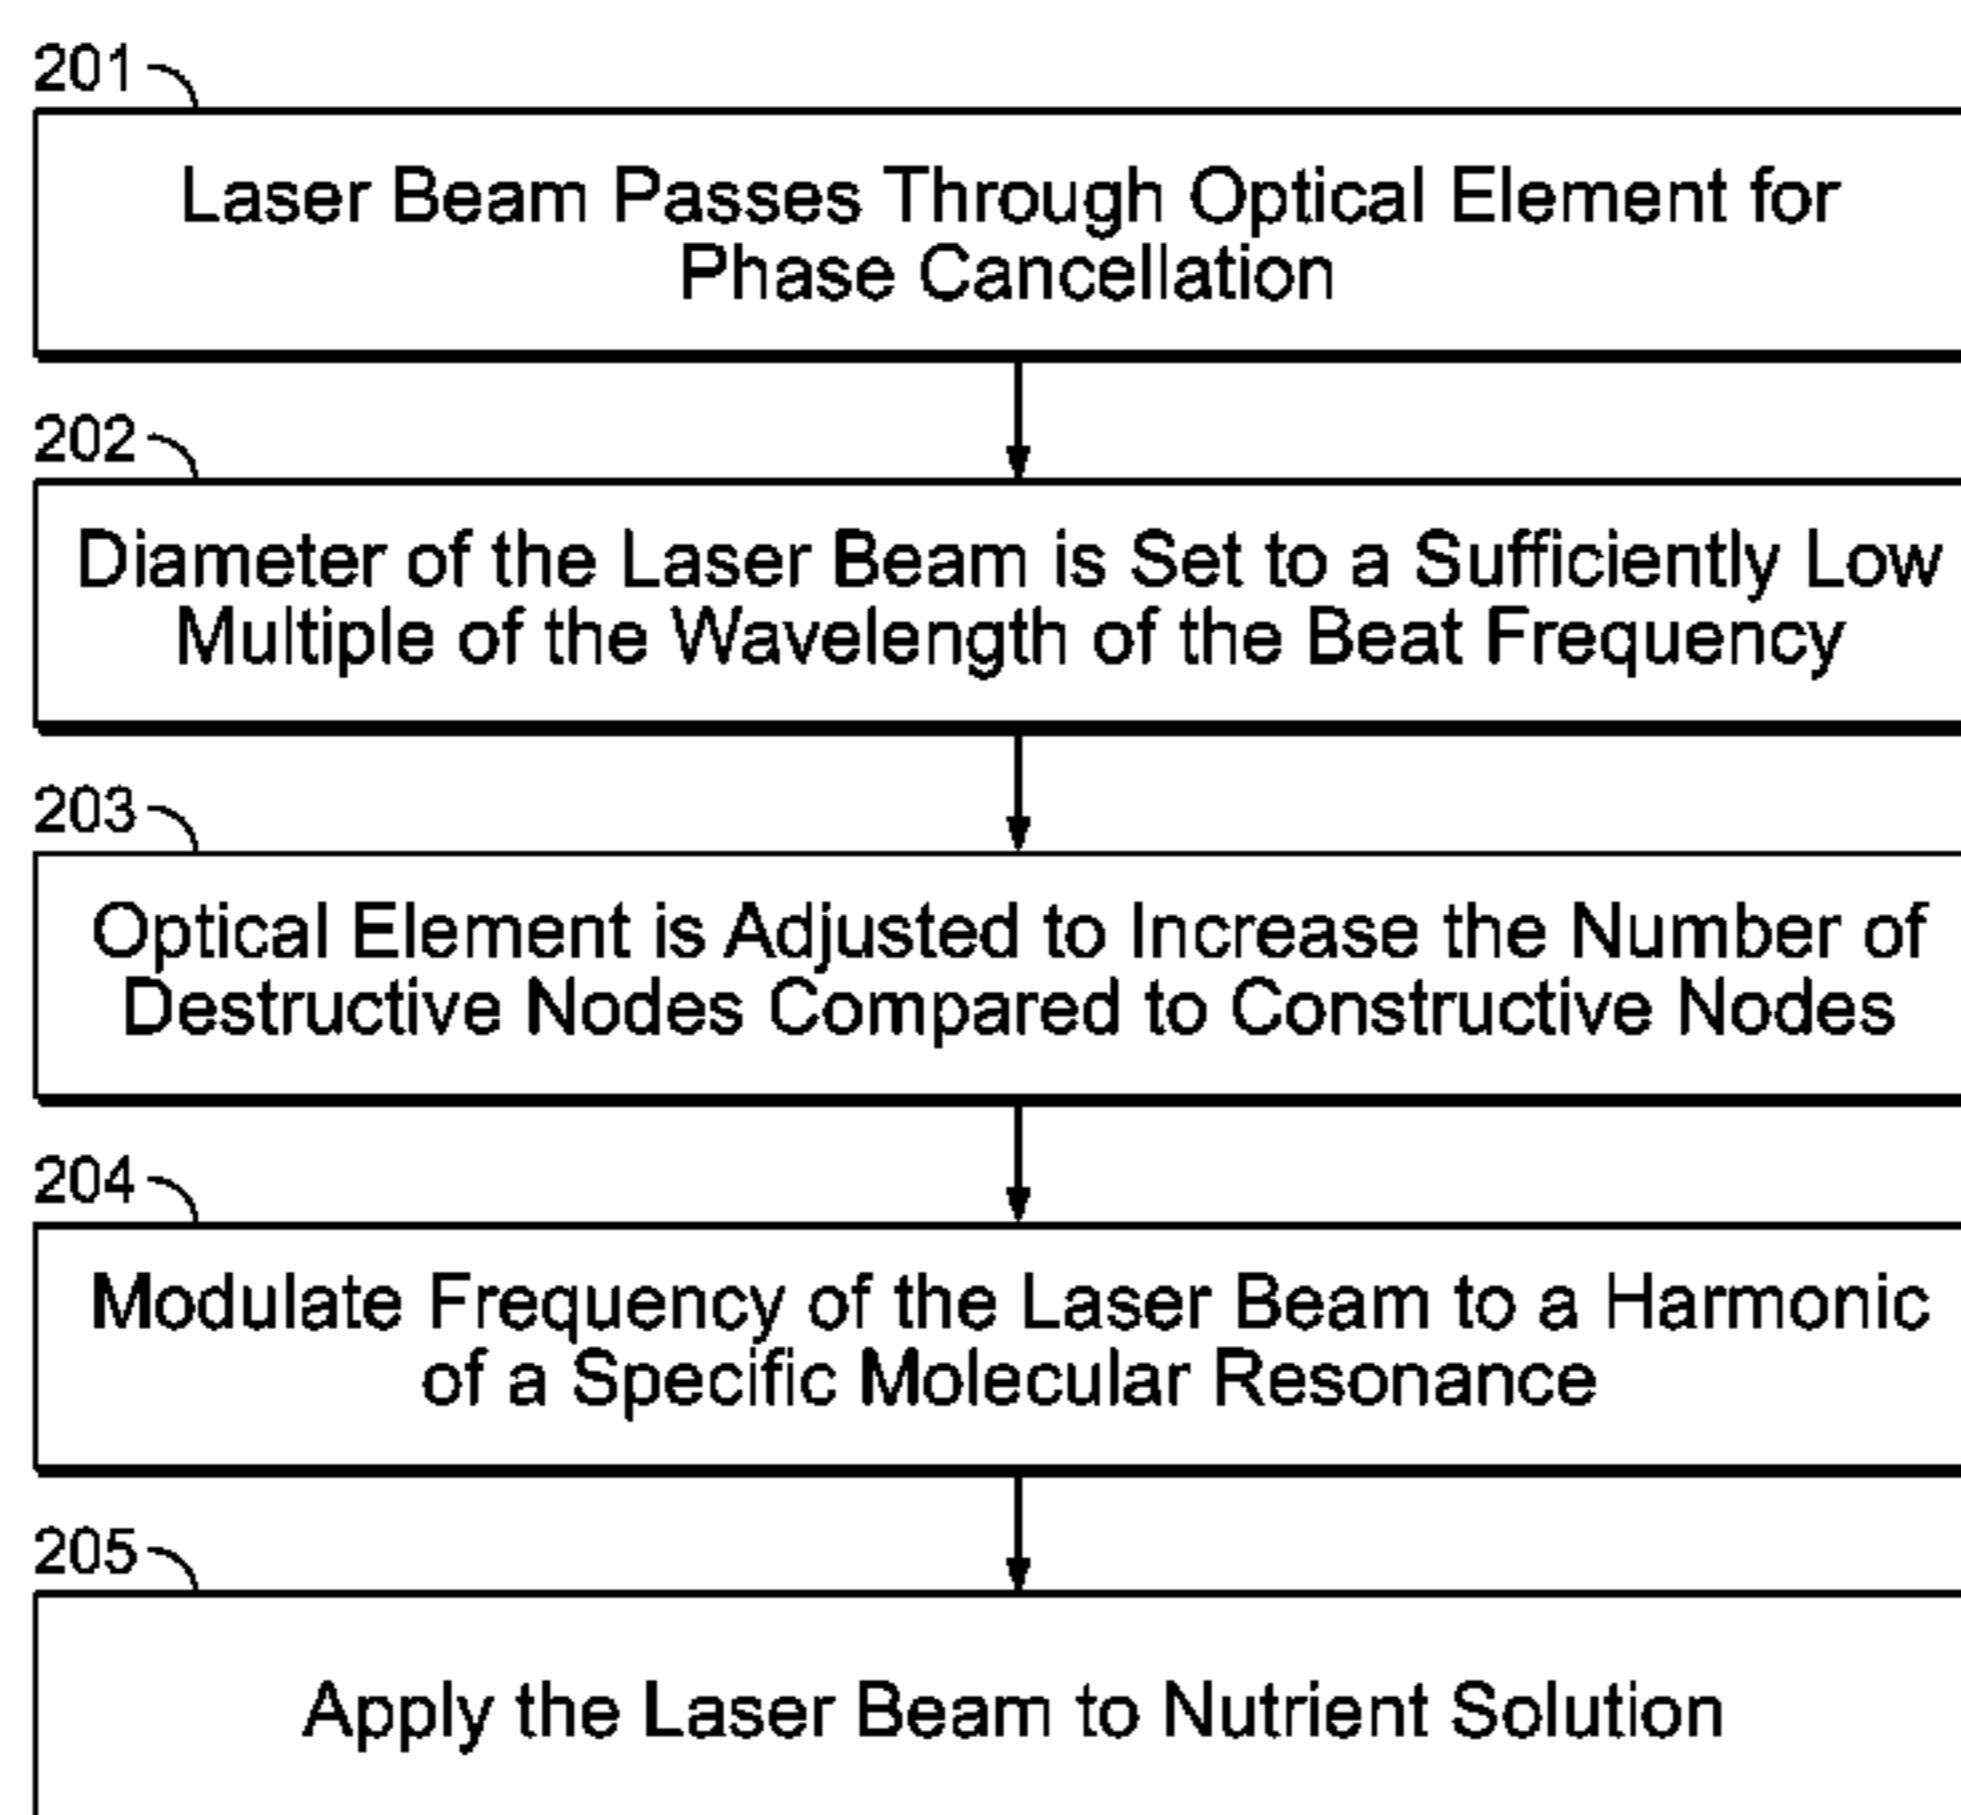 201
Laser Beam Passes Through Optical Element for
Phase Cancellation
202
Diameter of the Laser Beam is Set to a Sufficiently Low
Multiple of the Wavelength of the Beat Frequency
203
Optical Element is Adjusted to Increase the Number of
Destructive Nodes Compared to Constructive Nodes
204
Modulate Frequency of the Laser Beam to a Harmonic
of a Specific Molecular Resonance
205
Apply the Laser Beam to Nutrient Solution